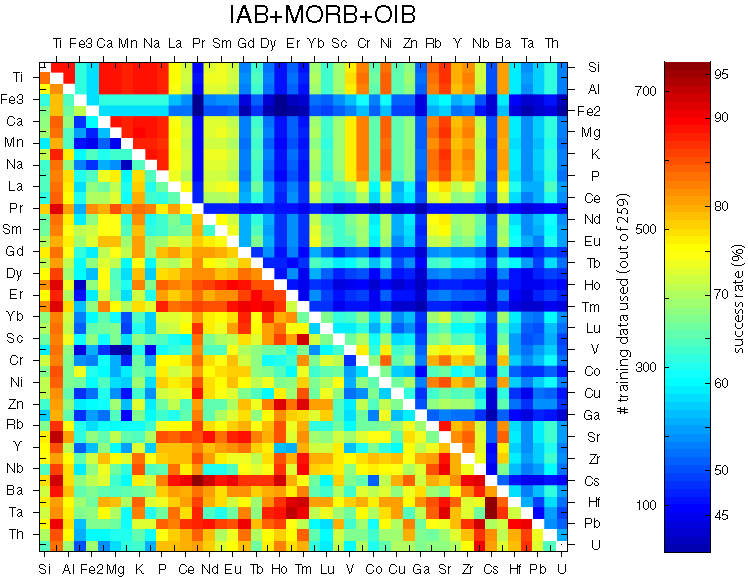 IAB+MORB+OIB
Ti Fe3 Ca Mn Na La Pr Sm Gd Dy Er Yb Sc Cr Ni Zn Rb Y Nb Ba Ta Th
Ti
Fe3
Ca
Mn
Na
La
Pr
Sm
Gd
Dy
Er
Yb
Sc
Cr
Ni
Zn
Rb
Y
Nb
Ba
Ta
Th
Si
Al
Fe2
Mg
K
P
Ce
Nd
Eu
Tb
Ho
Tm
Lu
V
Co
Cu
Ga
Sr
Zr
Cs
Hf
Pb
U
Si Al Fe2 Mg K P Ce Nd Eu Tb Ho Tm Lu V Co Cu Ga Sr Zr Cs Hf Pb U
# training data used (out of 259)
700
500
300
100
95
90
80
70
60
50
45
success rate (%)